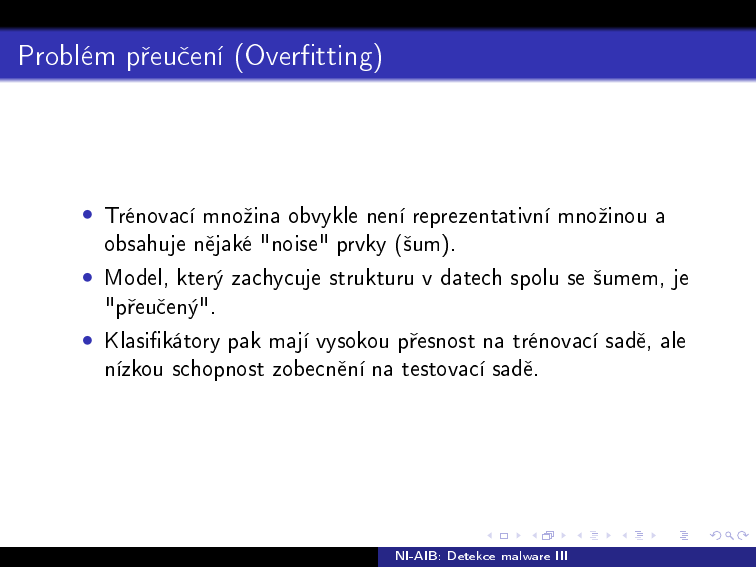 Problém přeučení (Overfitting)
• Trénovací množina obvykle není reprezentativní množinou a
obsahuje nějaké "noise" prvky (šum).
• Model, který zachycuje strukturu v datech spolu se šumem, je
"přeučený".
• Klasifikátory pak mají vysokou přesnost na trénovací sadě, ale
nízkou schopnost zobecnění na testovací sadě.
NI-AIB: Detekce malware III